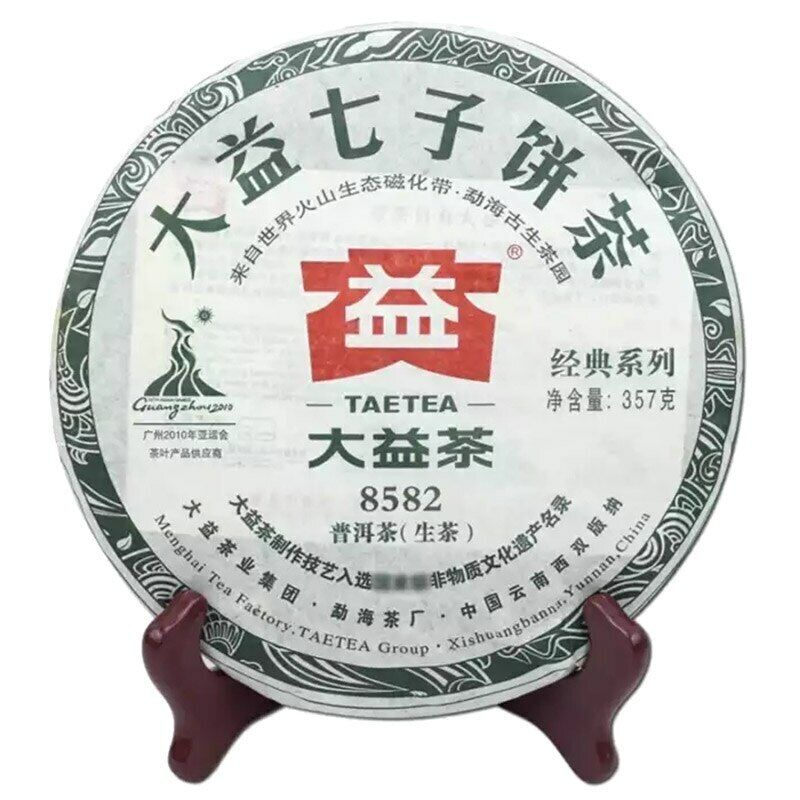 大益七子饼茶
来自世界火山生态磁化带·勐海古生茶园
益
®
TAETEA
大益茶
经典系列
净含量: 357克
Guangzhou2010
广州2010年亚运会
茶叶产品供应商
8582
普洱茶(生茶)
大益茶制作技艺入选 非物质文化遗产名录
大益茶业集团·勐海茶厂·中国云南西双版纳
Menghai Tea Factory, TAETEA Group · Xishuangbanna, Yunnan, China